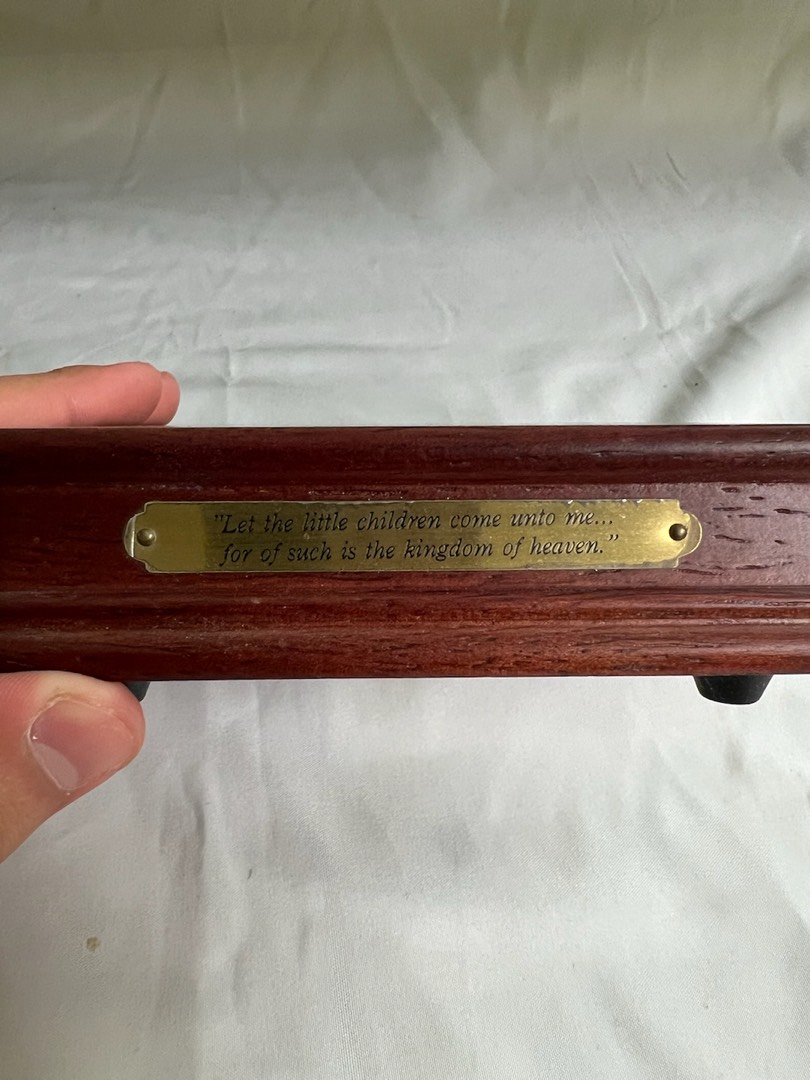 "Let the little children come unto me...
for of such is the kingdom of heaven."